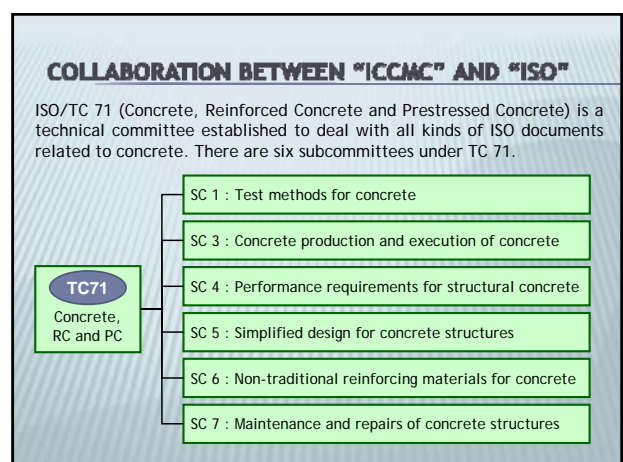 COLLABORATION BETWEEN "ICCMC" AND "ISO"
ISO/TC 71 (Concrete, Reinforced Concrete and Prestressed Concrete) is a
technical committee established to deal with all kinds of ISO documents
related to concrete. There are six subcommittees under TC 71.
TC71
Concrete,
RC and PC
SC 1 : Test methods for concrete
SC 3 : Concrete production and execution of concrete
SC 4 : Performance requirements for structural concrete
SC 5 : Simplified design for concrete structures
SC 6 : Non-traditional reinforcing materials for concrete
SC 7 : Maintenance and repairs of concrete structures